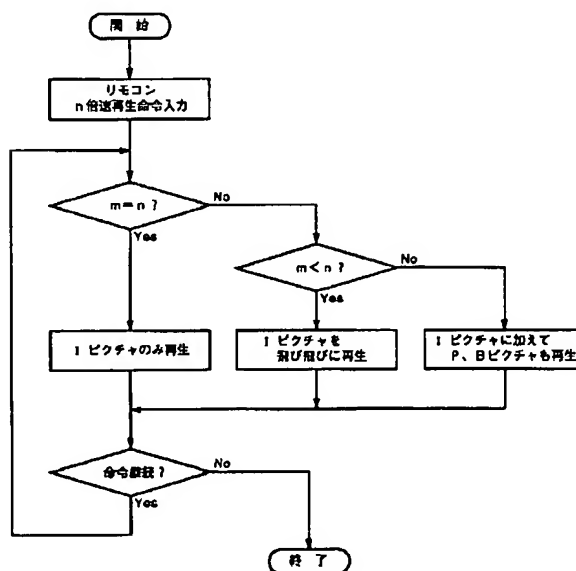 開 始
リモコン
n倍速再生命令入力
m=n ?
No
Yes
m<n ?
No
Yes
I ピクチャのみ再生
I ピクチャを
飛び飛びに再生
I ピクチャに加えて
P、Bピクチャも再生
命令継続?
No
Yes
終 了